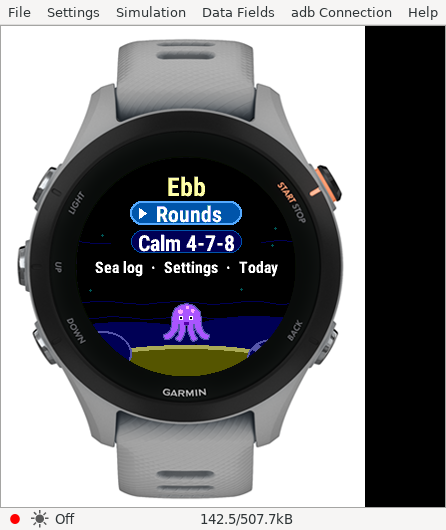 File Settings Simulation Data Fields adb Connection Help
LIGHT
START STOP
UP
DOWN
BACK
Ebb
Rounds
Calm 4-7-8
Sea log · Settings · Today
GARMIN
Off 142.5/507.7kB